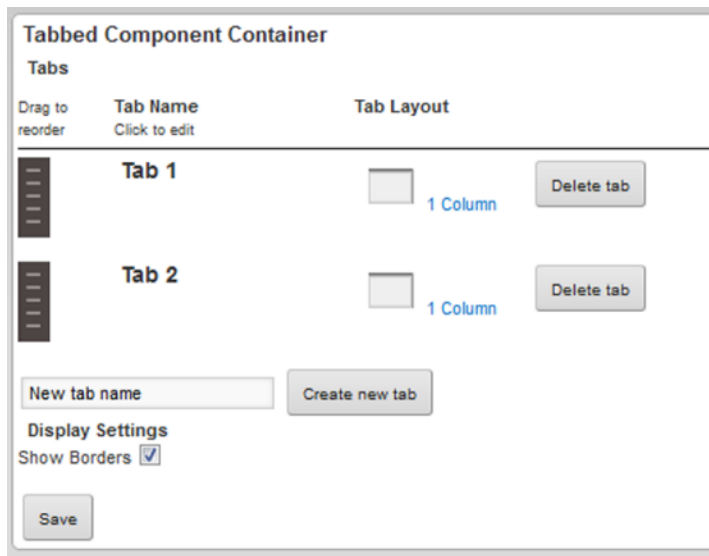 Tabbed Component Container
Tabs
Drag to reorder
Tab Name
Click to edit
Tab Layout
Tab 1
1 Column
Delete tab
Tab 2
1 Column
Delete tab
New tab name
Create new tab
Display Settings
Show Borders
Save